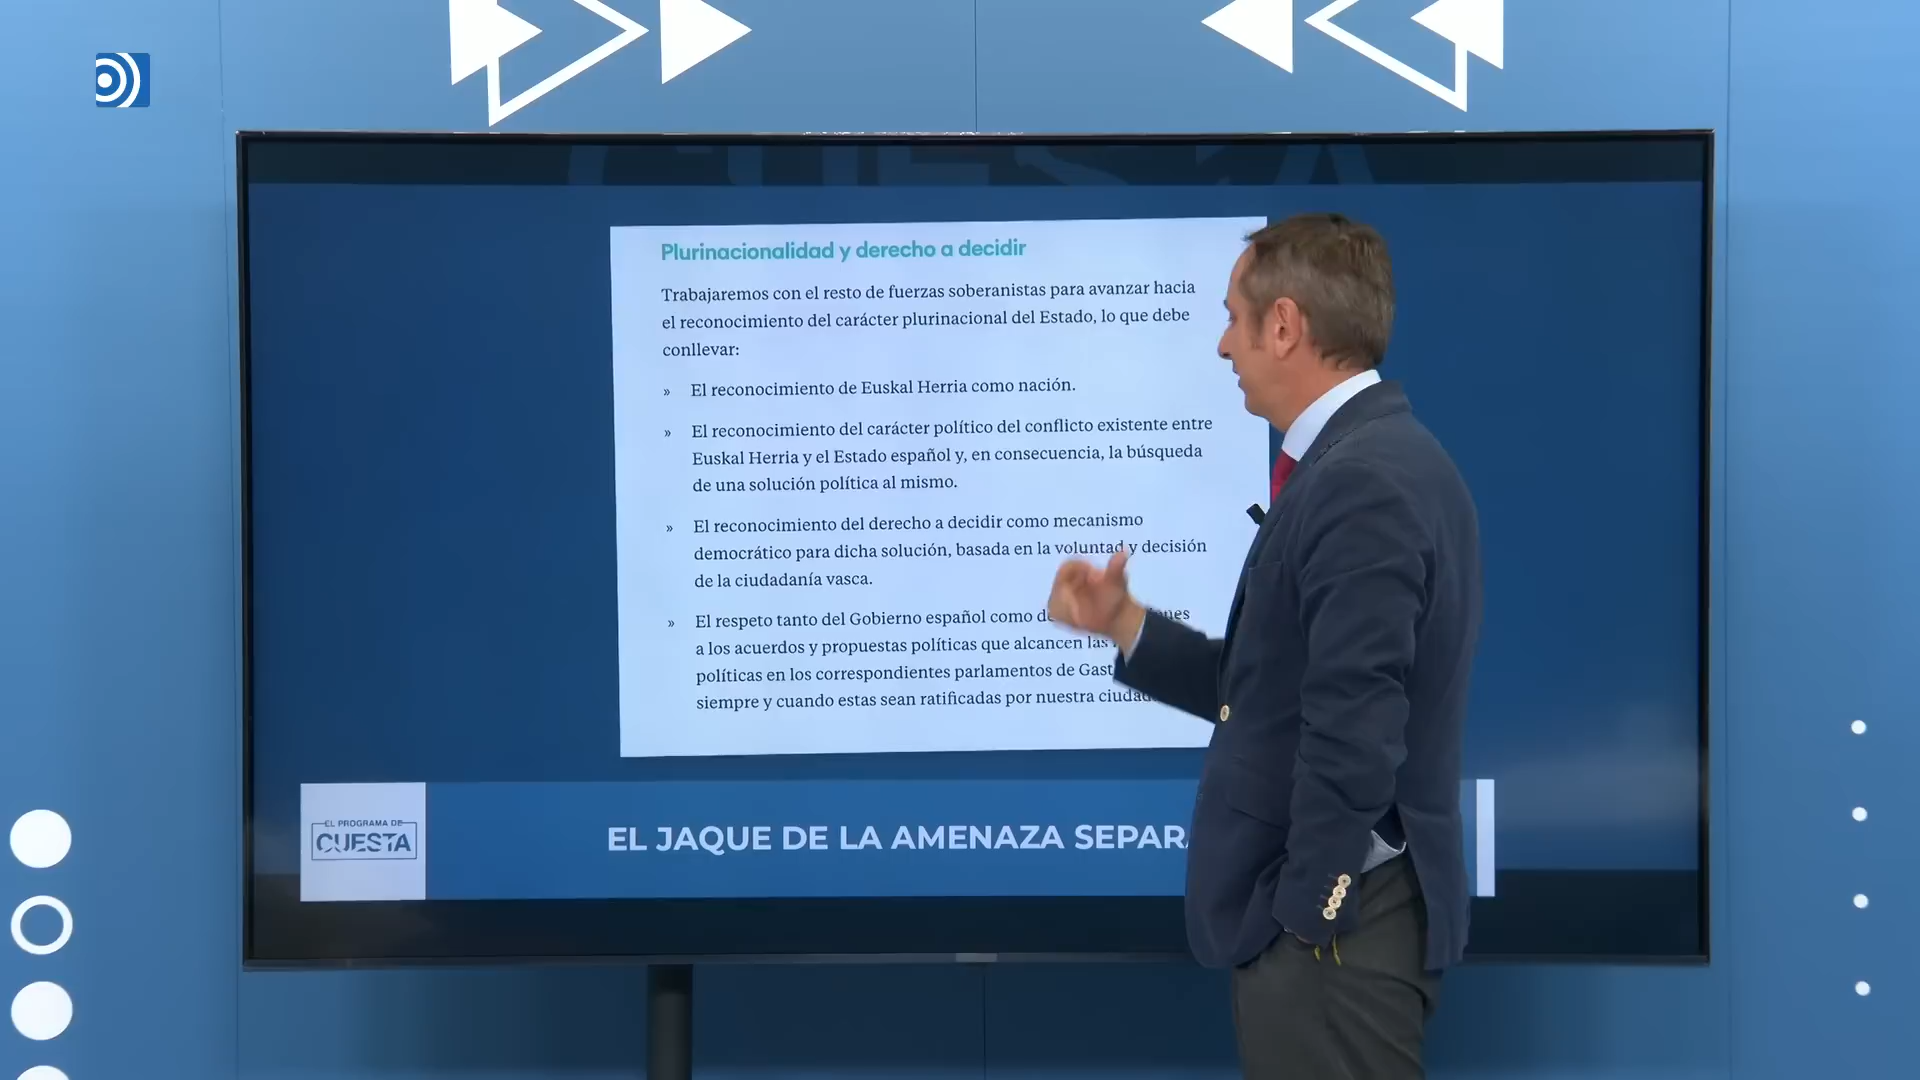 Plurinacionalidad y derecho a decidir
Trabajaremos con el resto de fuerzas soberanistas para avanzar hacia
el reconocimiento del carácter plurinacional del Estado, lo que debe
conllevar:
» El reconocimiento de Euskal Herria como nación.
» El reconocimiento del carácter político del conflicto existente entre
Euskal Herria y el Estado español y, en consecuencia, la búsqueda
de una solución política al mismo.
» El reconocimiento del derecho a decidir como mecanismo
democrático para dicha solución, basada en la voluntad y decisión
de la ciudadanía vasca.
» El respeto tanto del Gobierno español como
a los acuerdos y propuestas políticas que alcancen las
políticas en los correspondientes parlamentos de
siempre y cuando estas sean ratificadas por nuestra
EL PROGRAMA DE
CUESTA
EL JAQUE DE LA AMENAZA